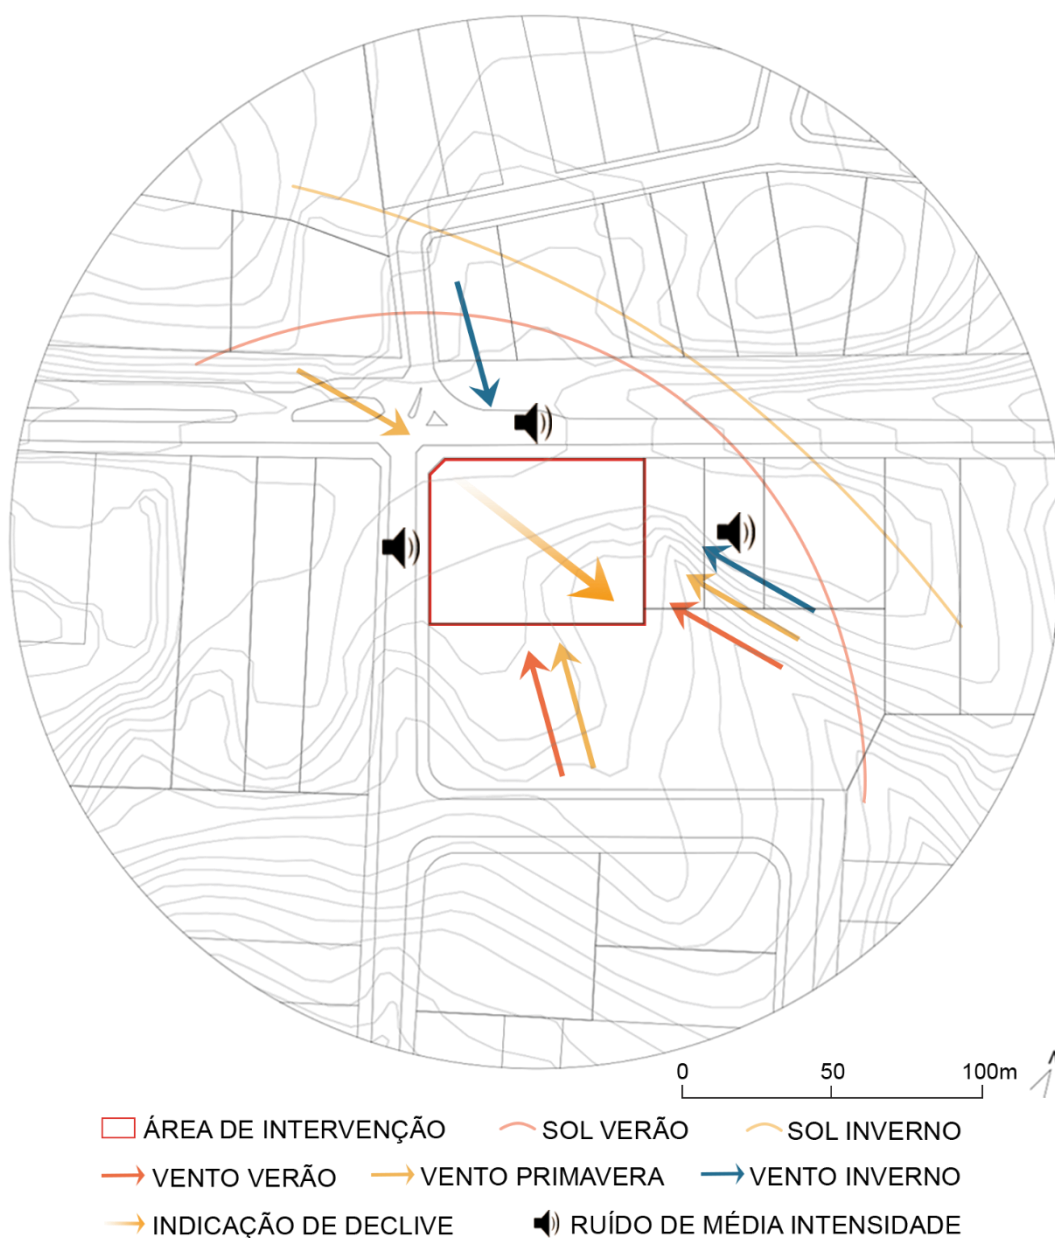 0 50 100m
ÁREA DE INTERVENÇÃO SOL VERÃO SOL INVERNO
VENTO VERÃO VENTO PRIMAVERA VENTO INVERNO
INDICAÇÃO DE DECLIVE RUÍDO DE MÉDIA INTENSIDADE